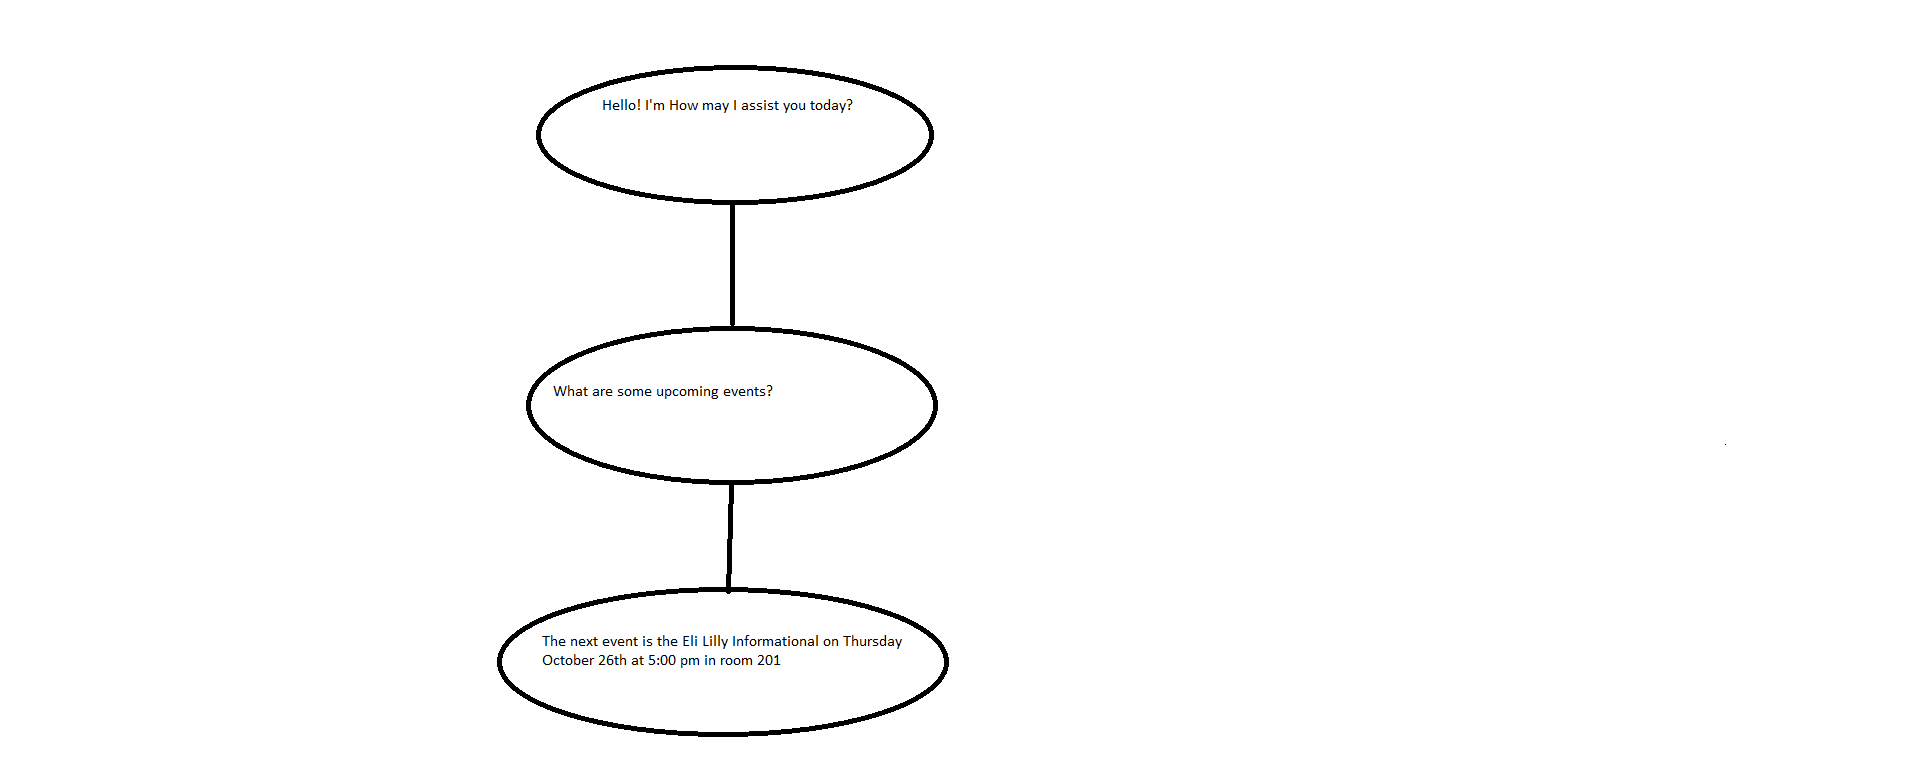 Hello! I'm How may I assist you today?
What are some upcoming events?
The next event is the Eli Lilly Informational on Thursday
October 26th at 5:00 pm in room 201